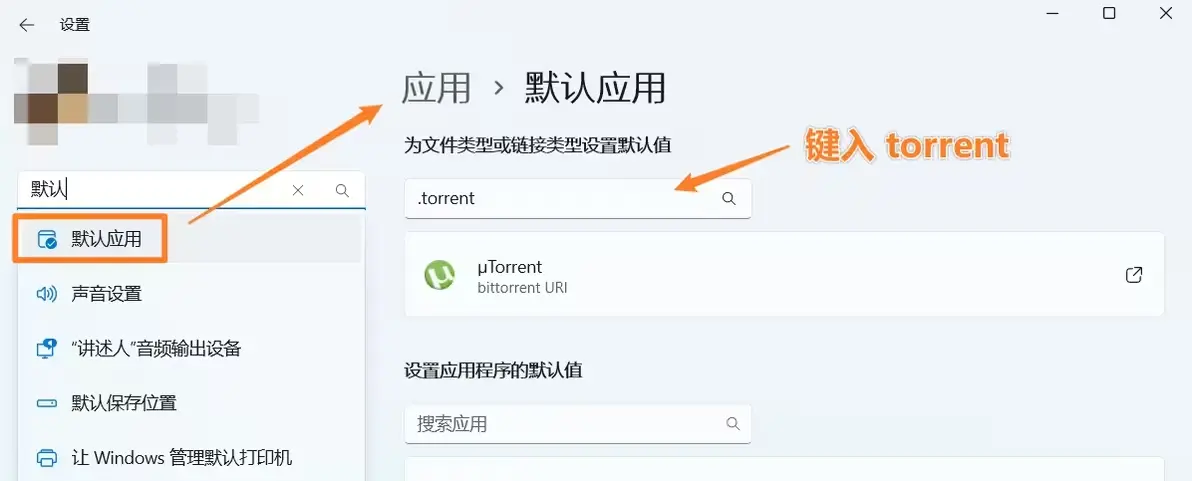 设置
应用 > 默认应用
为文件类型或链接类型设置默认值
键入 torrent
默认
.torrent
默认应用
声音设置
“讲述人”音频输出设备
默认保存位置
让 Windows 管理默认打印机
µTorrent
bittorrent URI
设置应用程序的默认值
搜索应用